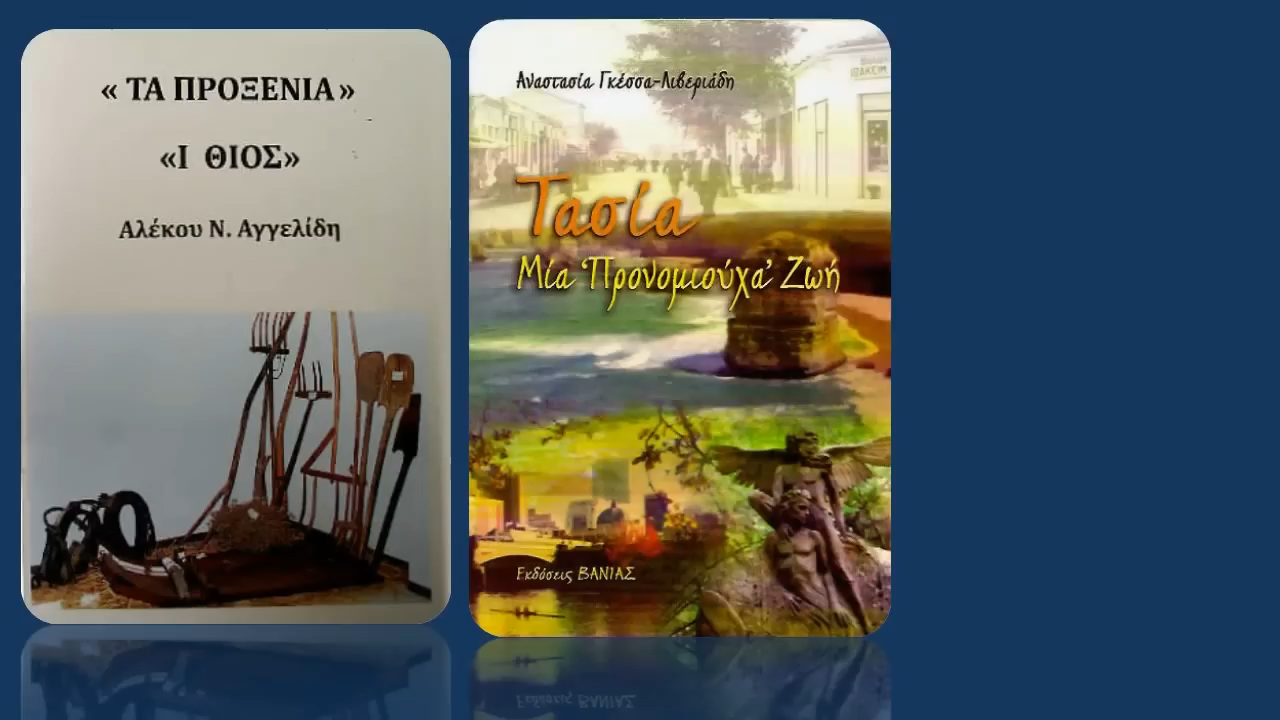 « ΤΑ ΠΡΟΞΕΝΙΑ»
«Ι ΘΙΟΣ»
Αλέκου Ν. Αγγελίδη
Αναστασία Γκέσσα-Λιβεριάδη
Τασία
Μία 'Προνομιούχα' Ζωή
Εκδόσεις ΒΑΝΙΑΣ